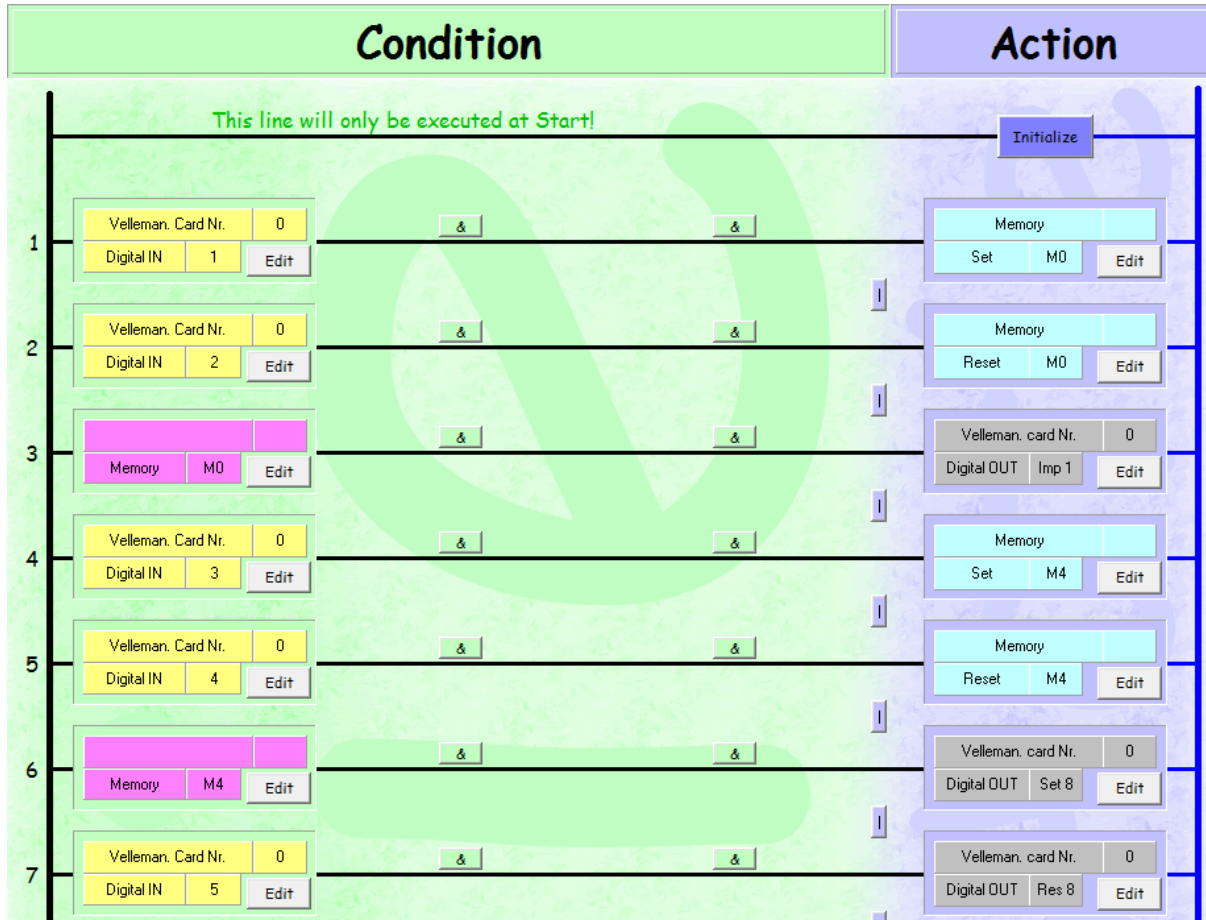 Condition Action
This line will only be executed at Start!
Initialize
Velleman. Card Nr. 0 & & Memory
1 Digital IN 1 Edit Set M0 Edit
|
Velleman. Card Nr. 0 & & Memory
2 Digital IN 2 Edit Reset M0 Edit
|
& & Velleman. card Nr. 0
3 Memory M0 Edit Digital OUT Imp 1 Edit
|
Velleman. Card Nr. 0 & & Memory
4 Digital IN 3 Edit Set M4 Edit
|
Velleman. Card Nr. 0 & & Memory
5 Digital IN 4 Edit Reset M4 Edit
|
& & Velleman. card Nr. 0
6 Memory M4 Edit Digital OUT Set 8 Edit
|
Velleman. Card Nr. 0 & & Velleman. card Nr. 0
7 Digital IN 5 Edit Digital OUT Res 8 Edit